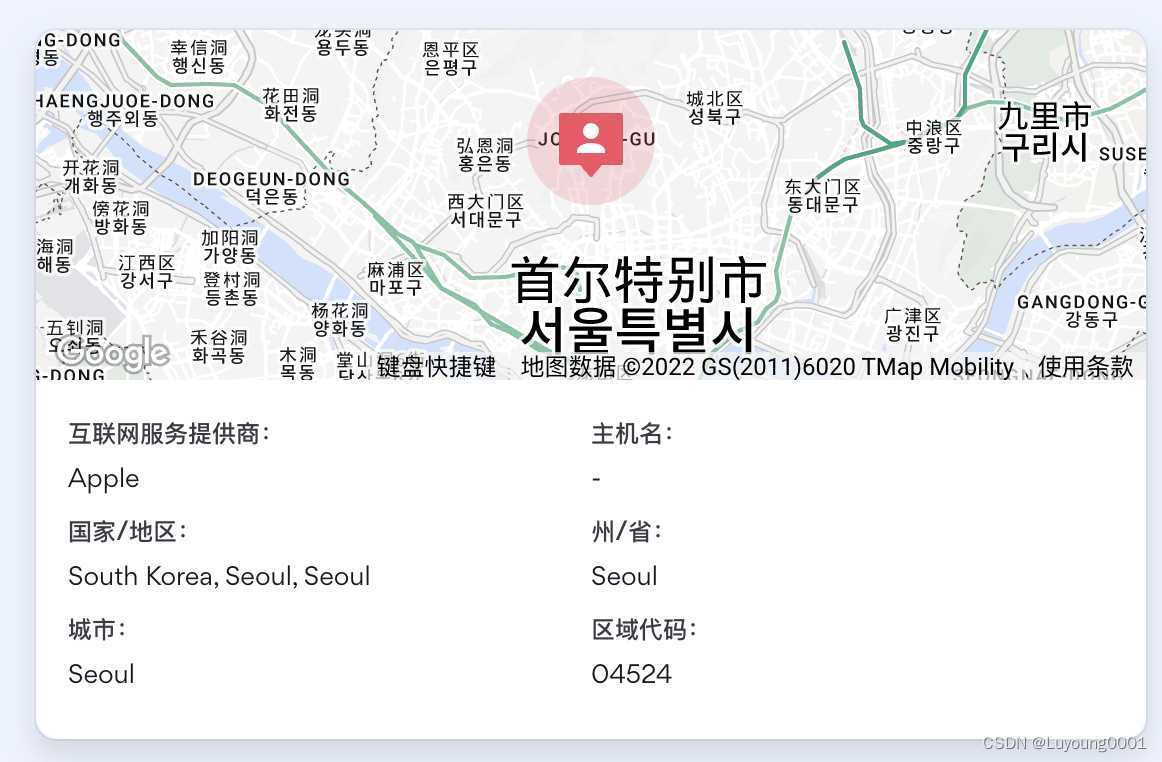 NG-DONG
幸信洞
행신동
용두동
恩平区
은평구
HAENGJUOE-DONG
행주외동
花田洞
화전동
城北区
성북구
九里市
구리시
中浪区
중랑구
弘恩洞
홍은동
-GU
SUSE
开花洞
개화동
DEOGEUN-DONG
덕은동
东大门区
동대문구
西大门区
서대문구
傍花洞
방화동
加阳洞
가양동
海洞
해동
江西区
강서구
登村洞
등촌동
麻浦区
마포구
首尔特别市
서울특별시
杨花洞
양화동
GANGDONG-G
강동구
广津区
광진구
五钊洞
禾谷洞
화곡동
木洞
목동
堂山
Google
G-DONG
键盘快捷键 地图数据 ©2022 GS(2011)6020 TMap Mobility 使用条款
互联网服务提供商：
Apple
主机名：
-
国家/地区：
South Korea, Seoul, Seoul
州/省：
Seoul
城市：
Seoul
区域代码：
04524
CSDN @Luyoung0001